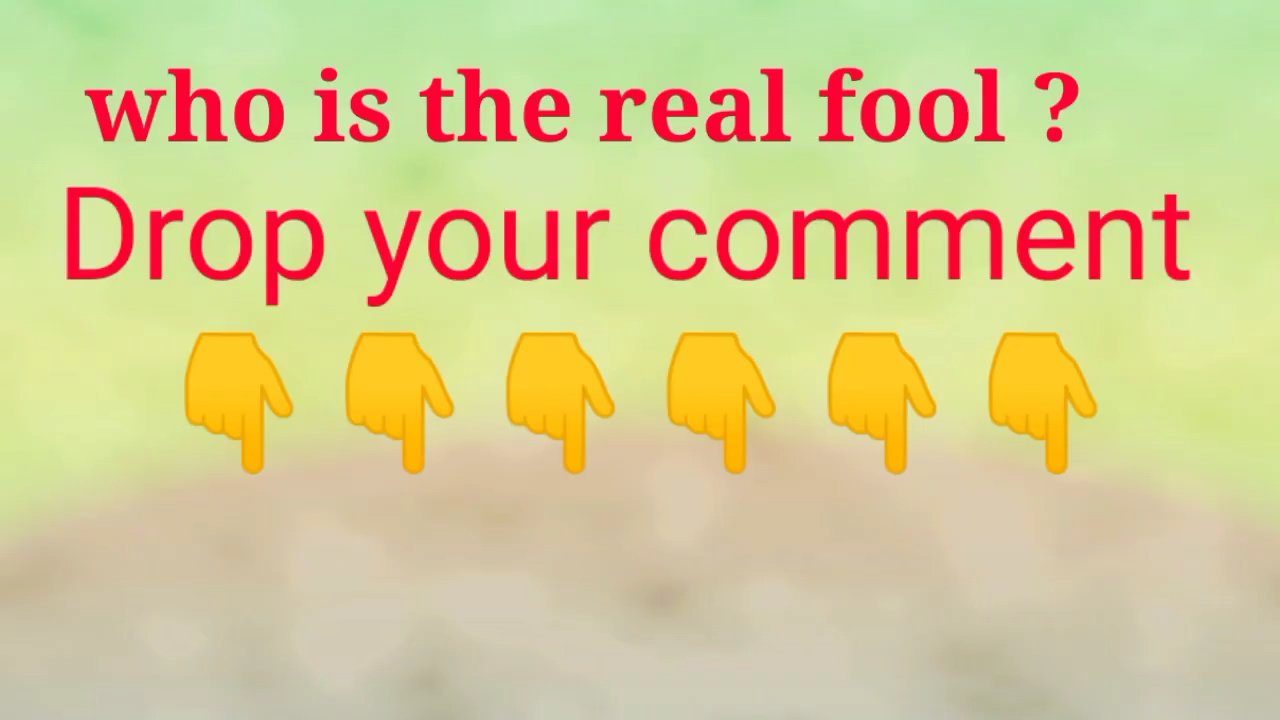 who is the real fool ?
Drop your comment
👇 👇 👇 👇 👇 👇